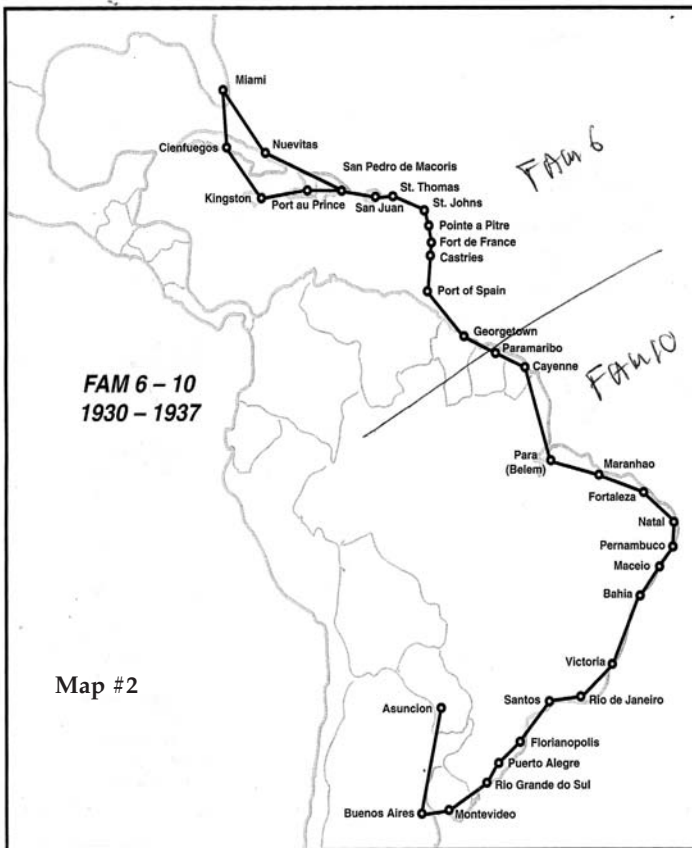 Miami
Cienfuegos
Nuevitas
San Pedro de Macoris
Kingston
Port au Prince
San Juan
St. Thomas
St. Johns
Pointe a Pitre
Fort de France
Castries
Port of Spain
FAM 6
Georgetown
Paramaribo
Cayenne
FAM 10
FAM 6 – 10
1930 – 1937
Para
(Belem)
Maranhao
Fortaleza
Natal
Pernambuco
Maceio
Bahia
Victoria
Map #2
Asuncion
Santos
Rio de Janeiro
Florianopolis
Puerto Alegre
Rio Grande do Sul
Buenos Aires
Montevideo